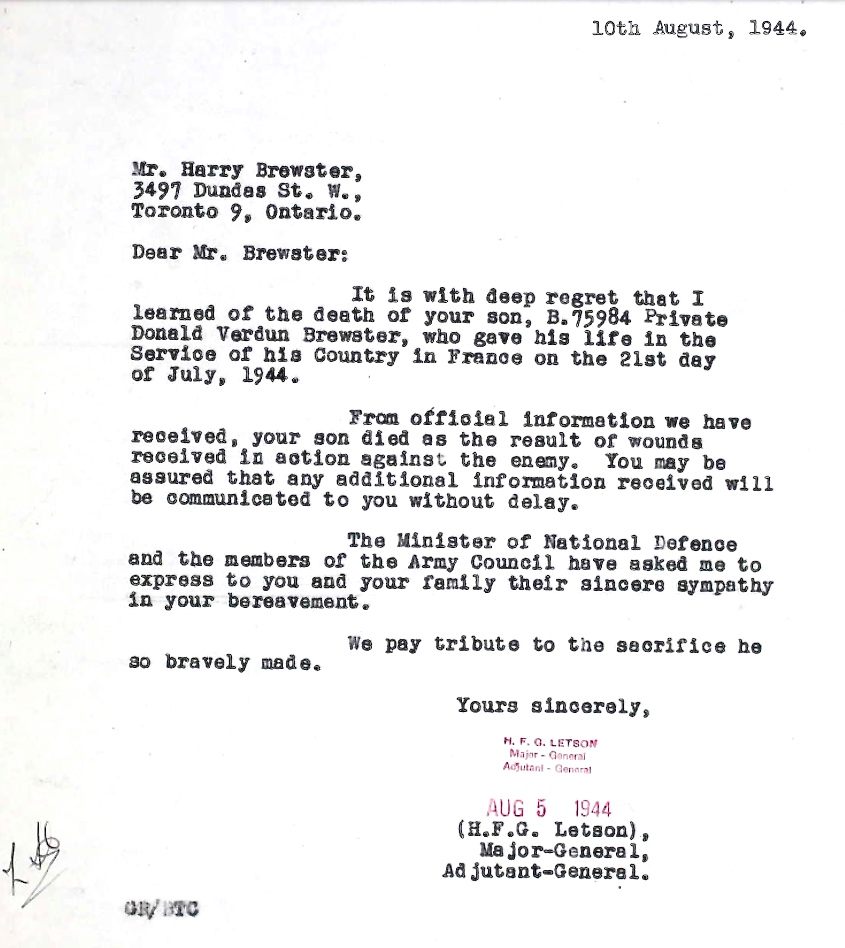 10th August, 1944.
Mr. Harry Brewster,
3497 Dundas St. W.,
Toronto 9, Ontario.
Dear Mr. Brewster:
It is with deep regret that I
learned of the death of your son, B.75984 Private
Donald Verdun Brewster, who gave his life in the
Service of his Country in France on the 21st day
of July, 1944.
From official information we have
received, your son died as the result of wounds
received in action against the enemy. You may be
assured that any additional information received will
be communicated to you without delay.
The Minister of National Defence
and the members of the Army Council have asked me to
express to you and your family their sincere sympathy
in your bereavement.
We pay tribute to the sacrifice he
so bravely made.
Yours sincerely,
H. F. G. LETSON
Major - General
Adjutant - General
AUG 5 1944
(H.F.G. Letson),
Major-General,
Adjutant-General.
GR/BTC